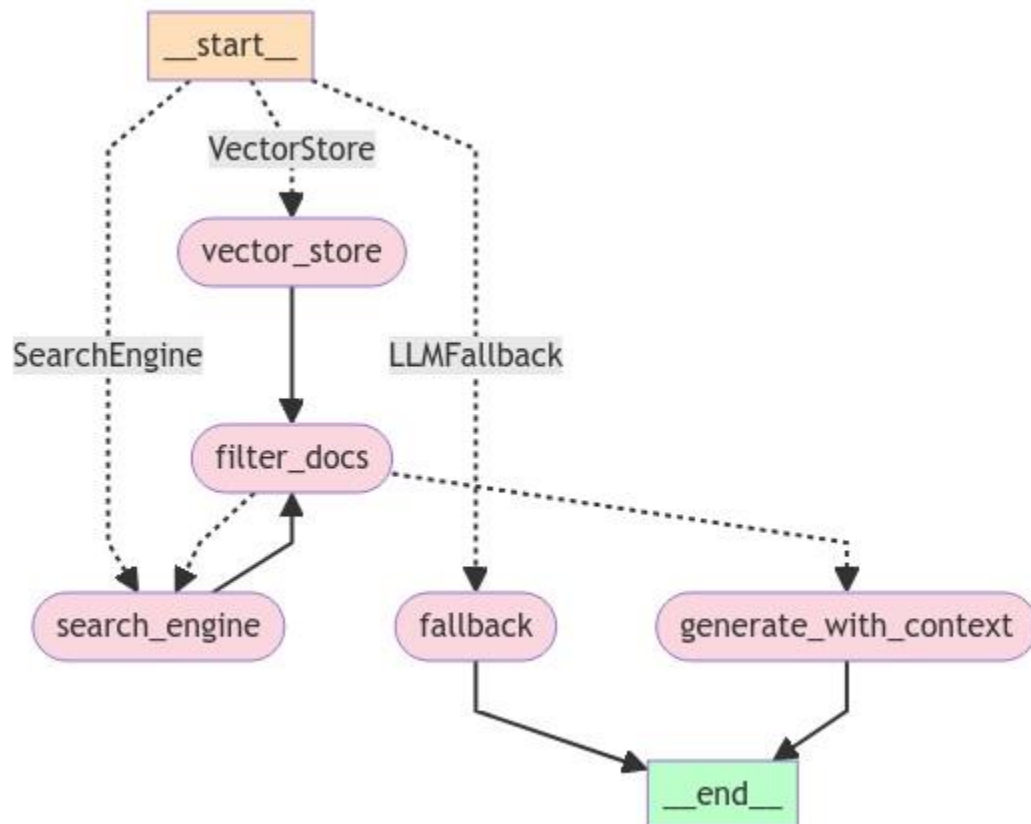 __start__
VectorStore
vector_store
SearchEngine
LLMFallback
filter_docs
search_engine
fallback
generate_with_context
__end__